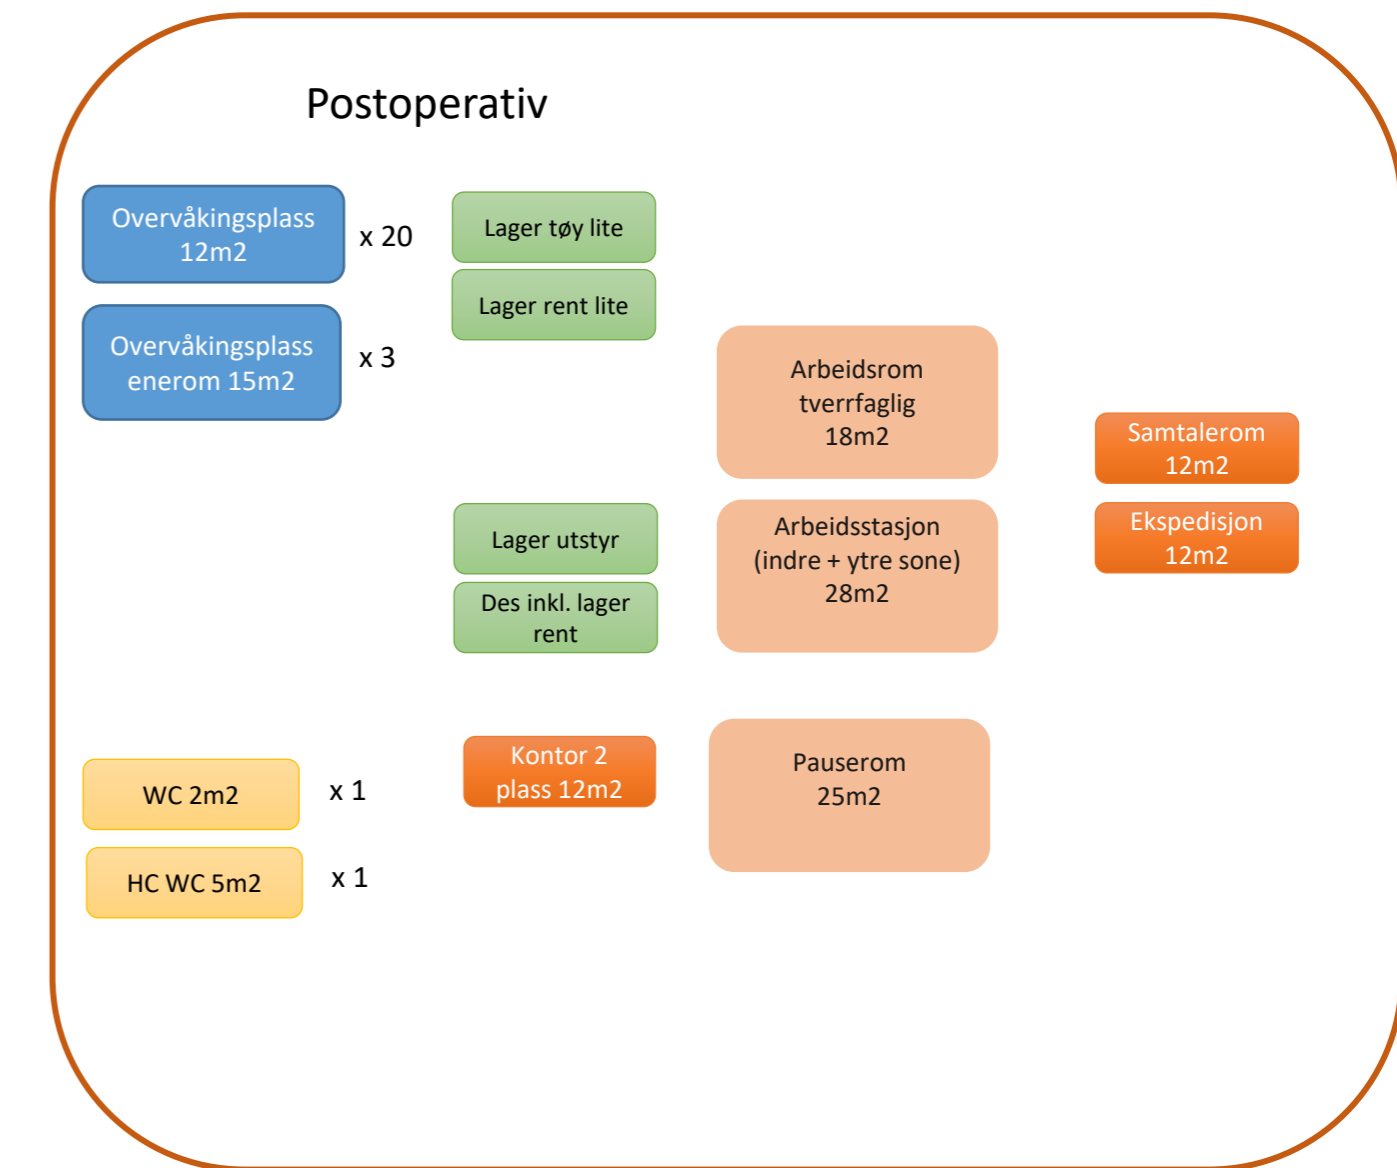 Postoperativ
Overvåkingsplass
12m2
x 20
Overvåkingsplass
enerom 15m2
x 3
Lager tøy lite
Lager rent lite
Arbeidsrom
tverrfaglig
18m2
Samtalerom
12m2
Lager utstyr
Des inkl. lager
rent
Arbeidsstasjon
(indre + ytre sone)
28m2
Ekspedisjon
12m2
WC 2m2
x 1
HC WC 5m2
x 1
Kontor 2
plass 12m2
Pauserom
25m2